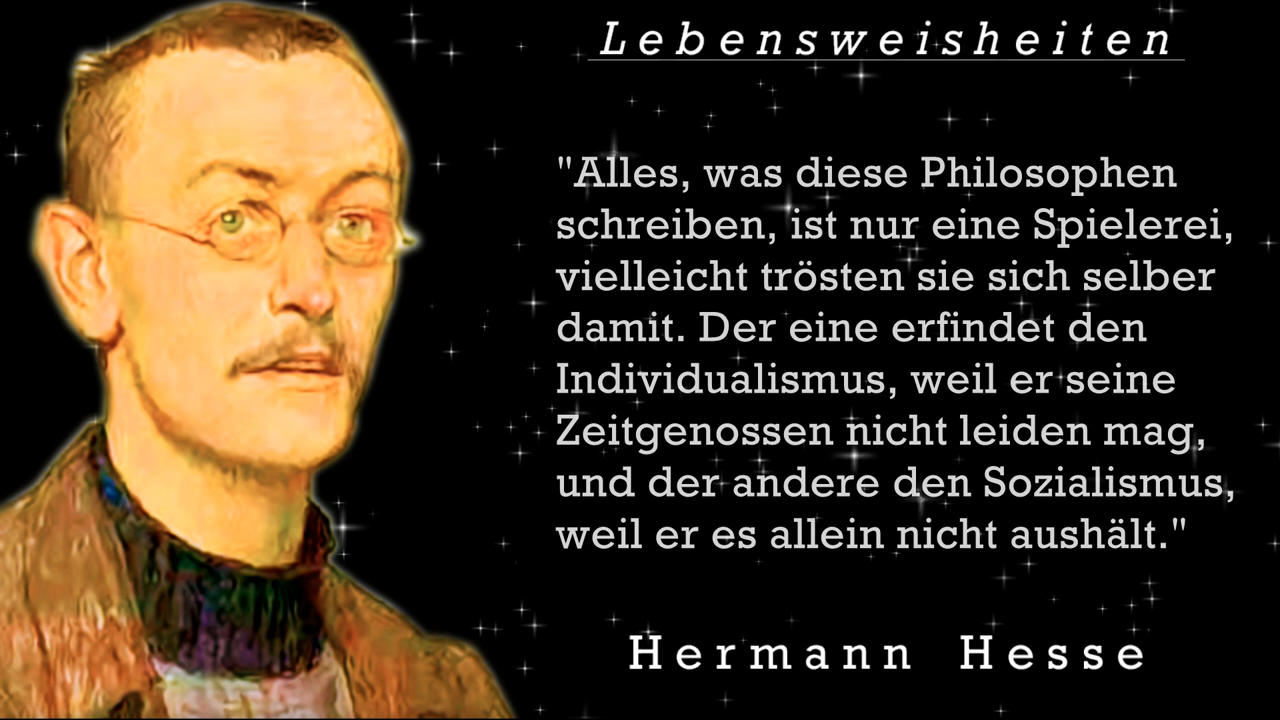 Lebensweisheiten
"Alles, was diese Philosophen
schreiben, ist nur eine Spielerei,
vielleicht trösten sie sich selber
damit. Der eine erfindet den
Individualismus, weil er seine
Zeitgenossen nicht leiden mag,
und der andere den Sozialismus,
weil er es allein nicht aushält."
Hermann Hesse